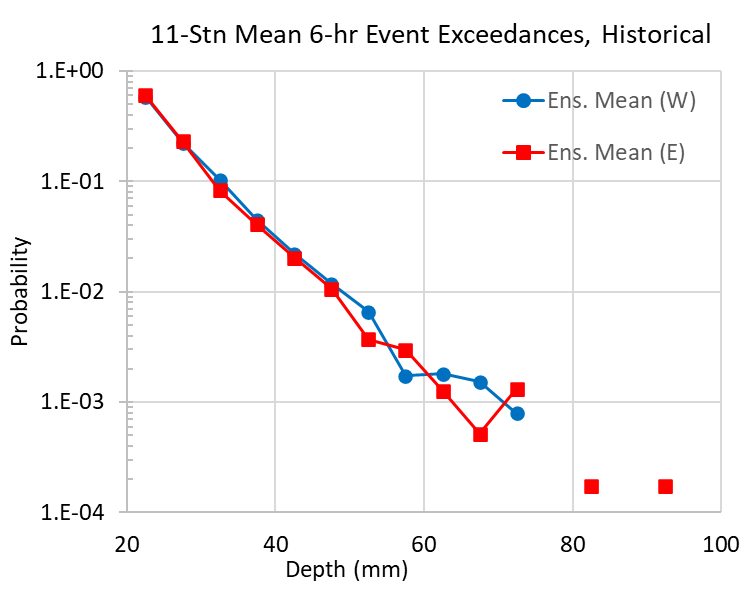 11-Stn Mean 6-hr Event Exceedances, Historical
1.E+00
Ens. Mean (W)
Ens. Mean (E)
1.E-01
Probability
1.E-02
1.E-03
1.E-04
20 40 60 80 100
Depth (mm)